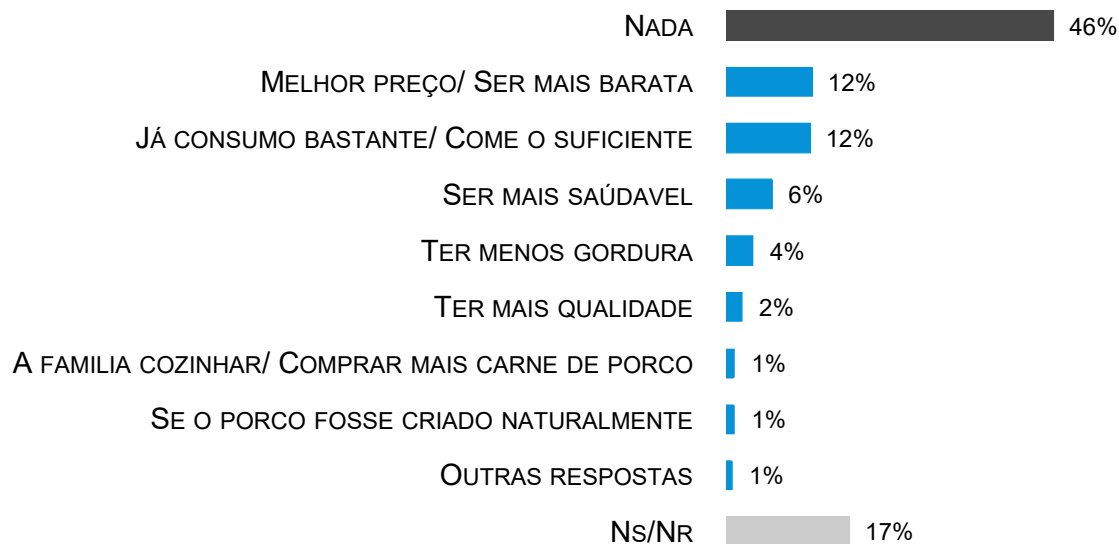 NADA 46%
MELHOR PREÇO/ SER MAIS BARATA 12%
JÁ CONSUMO BASTANTE/ COME O SUFICIENTE 12%
SER MAIS SAÚDAVEL 6%
TER MENOS GORDURA 4%
TER MAIS QUALIDADE 2%
A FAMILIA COZINHAR/ COMPRAR MAIS CARNE DE PORCO 1%
SE O PORCO FOSSE CRIADO NATURALMENTE 1%
OUTRAS RESPOSTAS 1%
NS/NR 17%